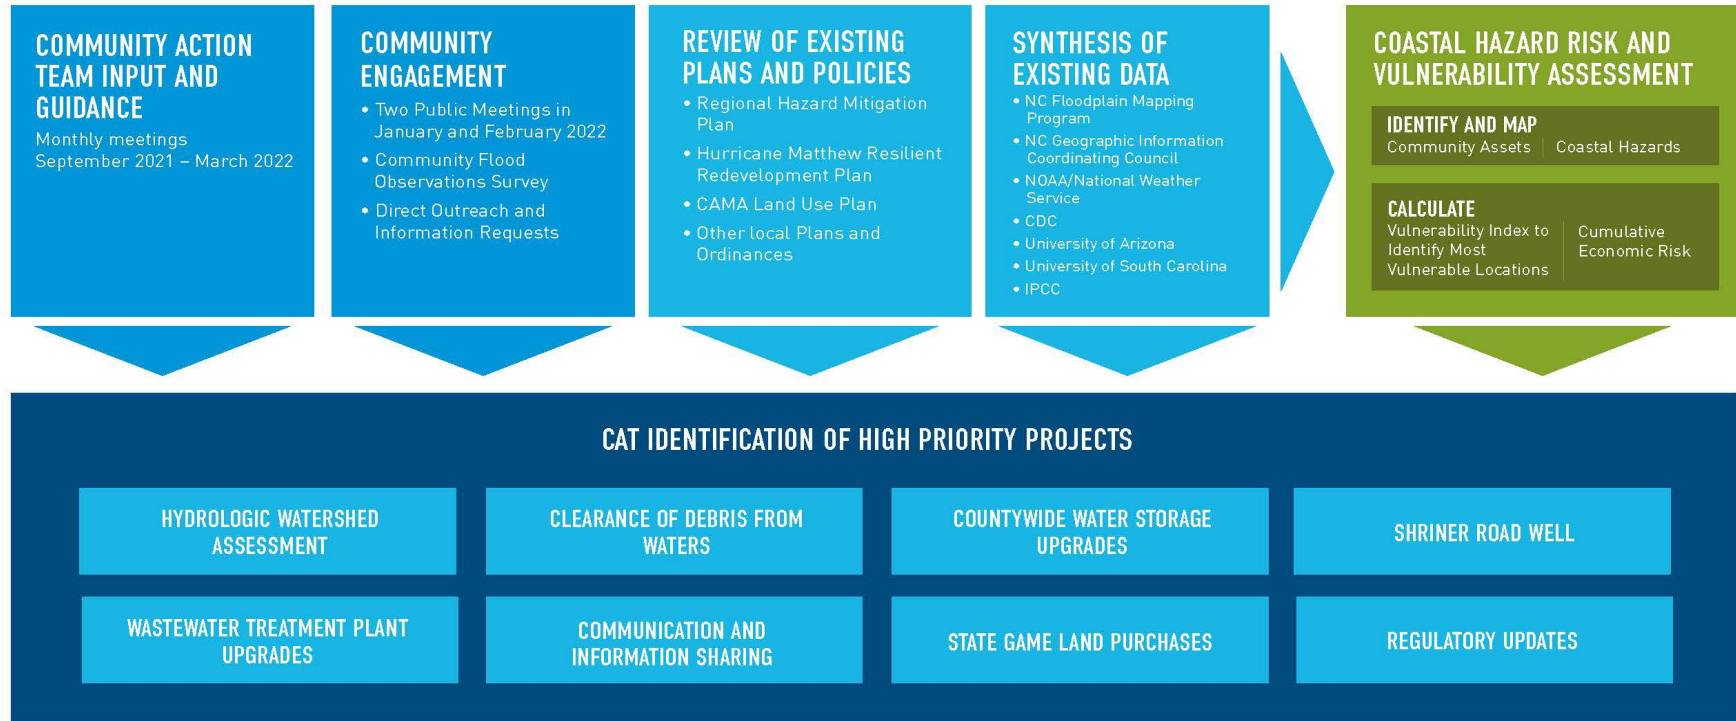 COMMUNITY ACTION
TEAM INPUT AND
GUIDANCE
Monthly meetings
September 2021 – March 2022
COMMUNITY
ENGAGEMENT
• Two Public Meetings in
January and February 2022
• Community Flood
Observations Survey
• Direct Outreach and
Information Requests
REVIEW OF EXISTING
PLANS AND POLICIES
• Regional Hazard Mitigation
Plan
• Hurricane Matthew Resilient
Redevelopment Plan
• CAMA Land Use Plan
• Other local Plans and
Ordinances
SYNTHESIS OF
EXISTING DATA
• NC Floodplain Mapping
Program
• NC Geographic Information
Coordinating Council
• NOAA/National Weather
Service
• CDC
• University of Arizona
• University of South Carolina
• IPCC
COASTAL HAZARD RISK AND
VULNERABILITY ASSESSMENT
IDENTIFY AND MAP
Community Assets
Coastal Hazards
CALCULATE
Vulnerability Index to
Identify Most
Vulnerable Locations
Cumulative
Economic Risk
CAT IDENTIFICATION OF HIGH PRIORITY PROJECTS
HYDROLOGIC WATERSHED
ASSESSMENT
CLEARANCE OF DEBRIS FROM
WATERS
COUNTYWIDE WATER STORAGE
UPGRADES
SHRINER ROAD WELL
WASTEWATER TREATMENT PLANT
UPGRADES
COMMUNICATION AND
INFORMATION SHARING
STATE GAME LAND PURCHASES
REGULATORY UPDATES